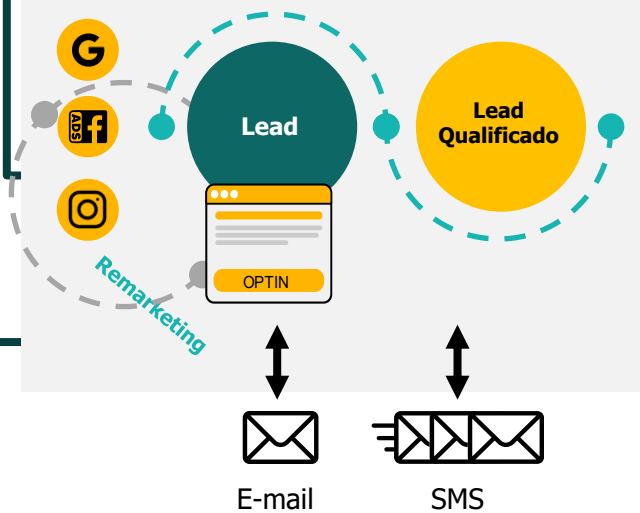 G
ADS f
Lead
Lead
Qualificado
OPTIN
Remarketing
E-mail
SMS